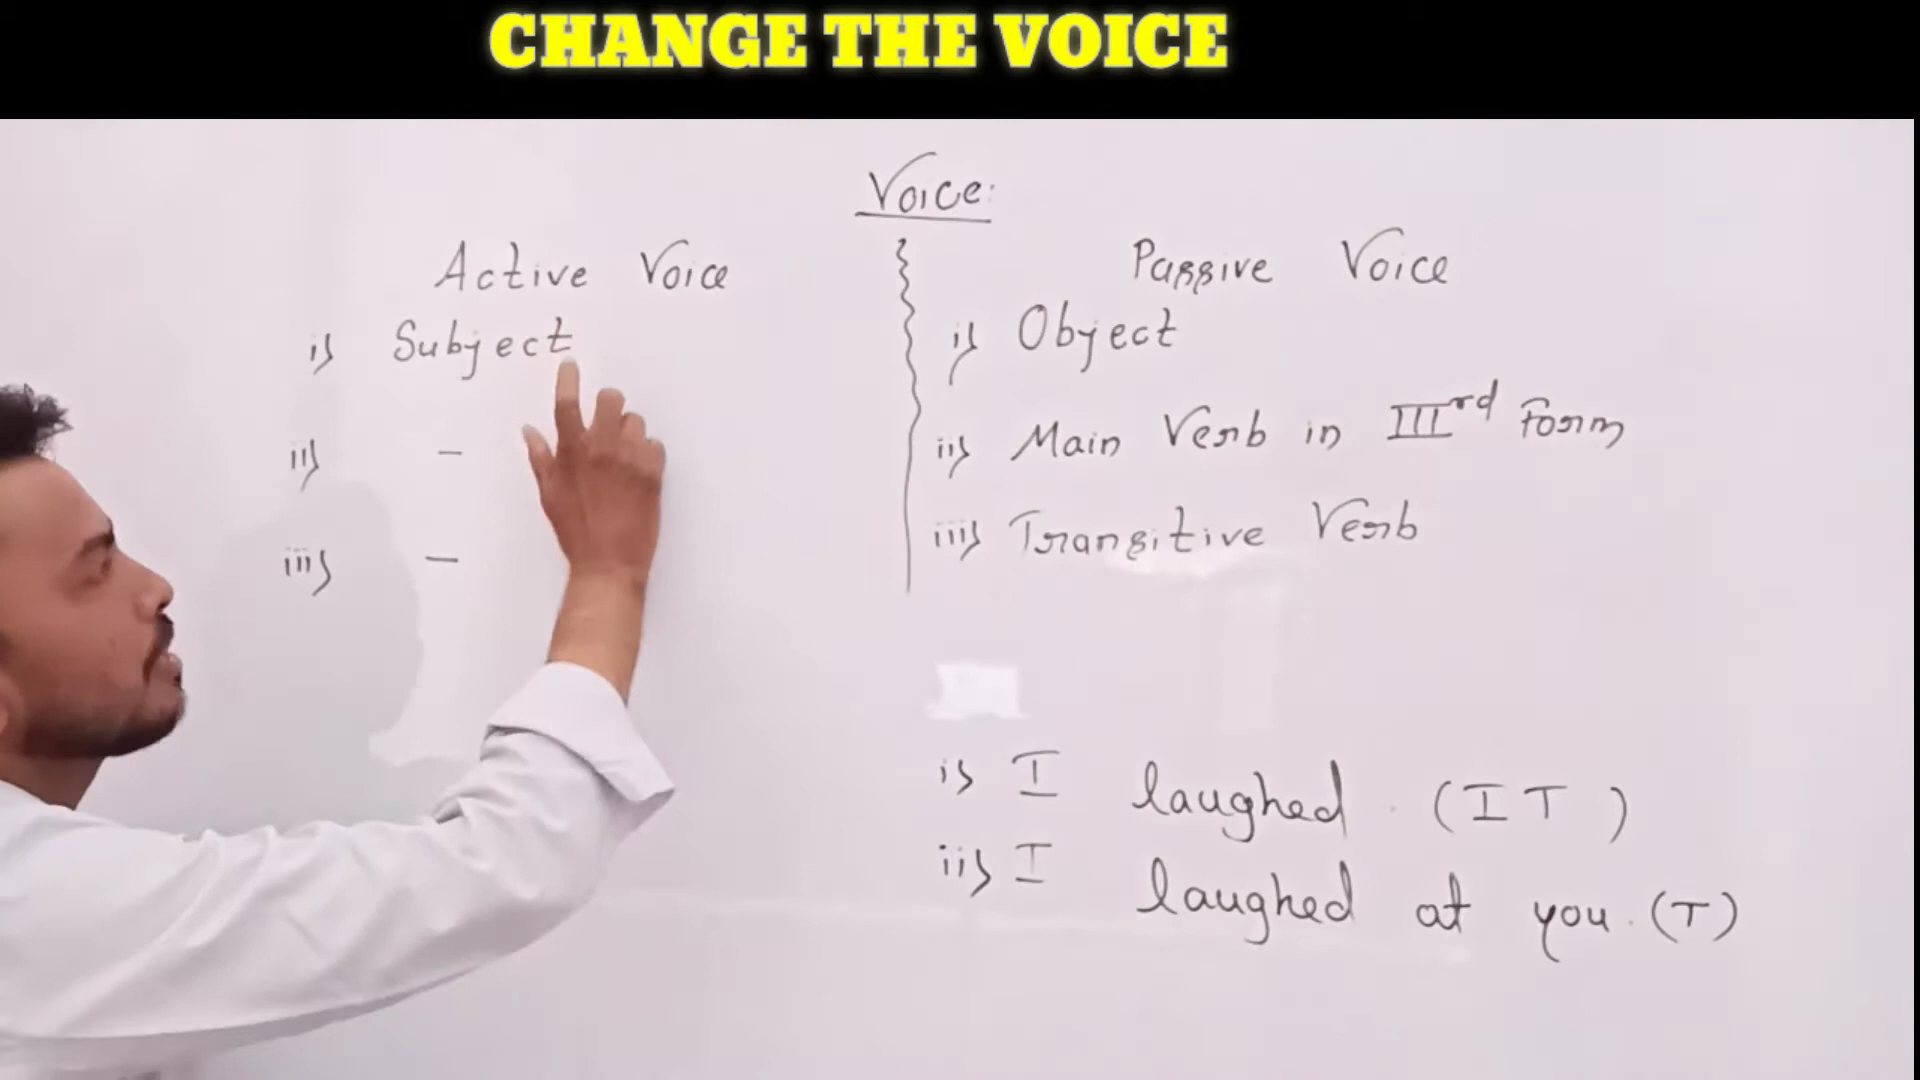 CHANGE THE VOICE
Voice:
Active Voice
i) Subject
ii) -
iii) -
Passive Voice
i) Object
ii) Main Verb in IIIrd Form
iii) Transitive Verb
i) I laughed. (IT)
ii) I laughed at you. (T)